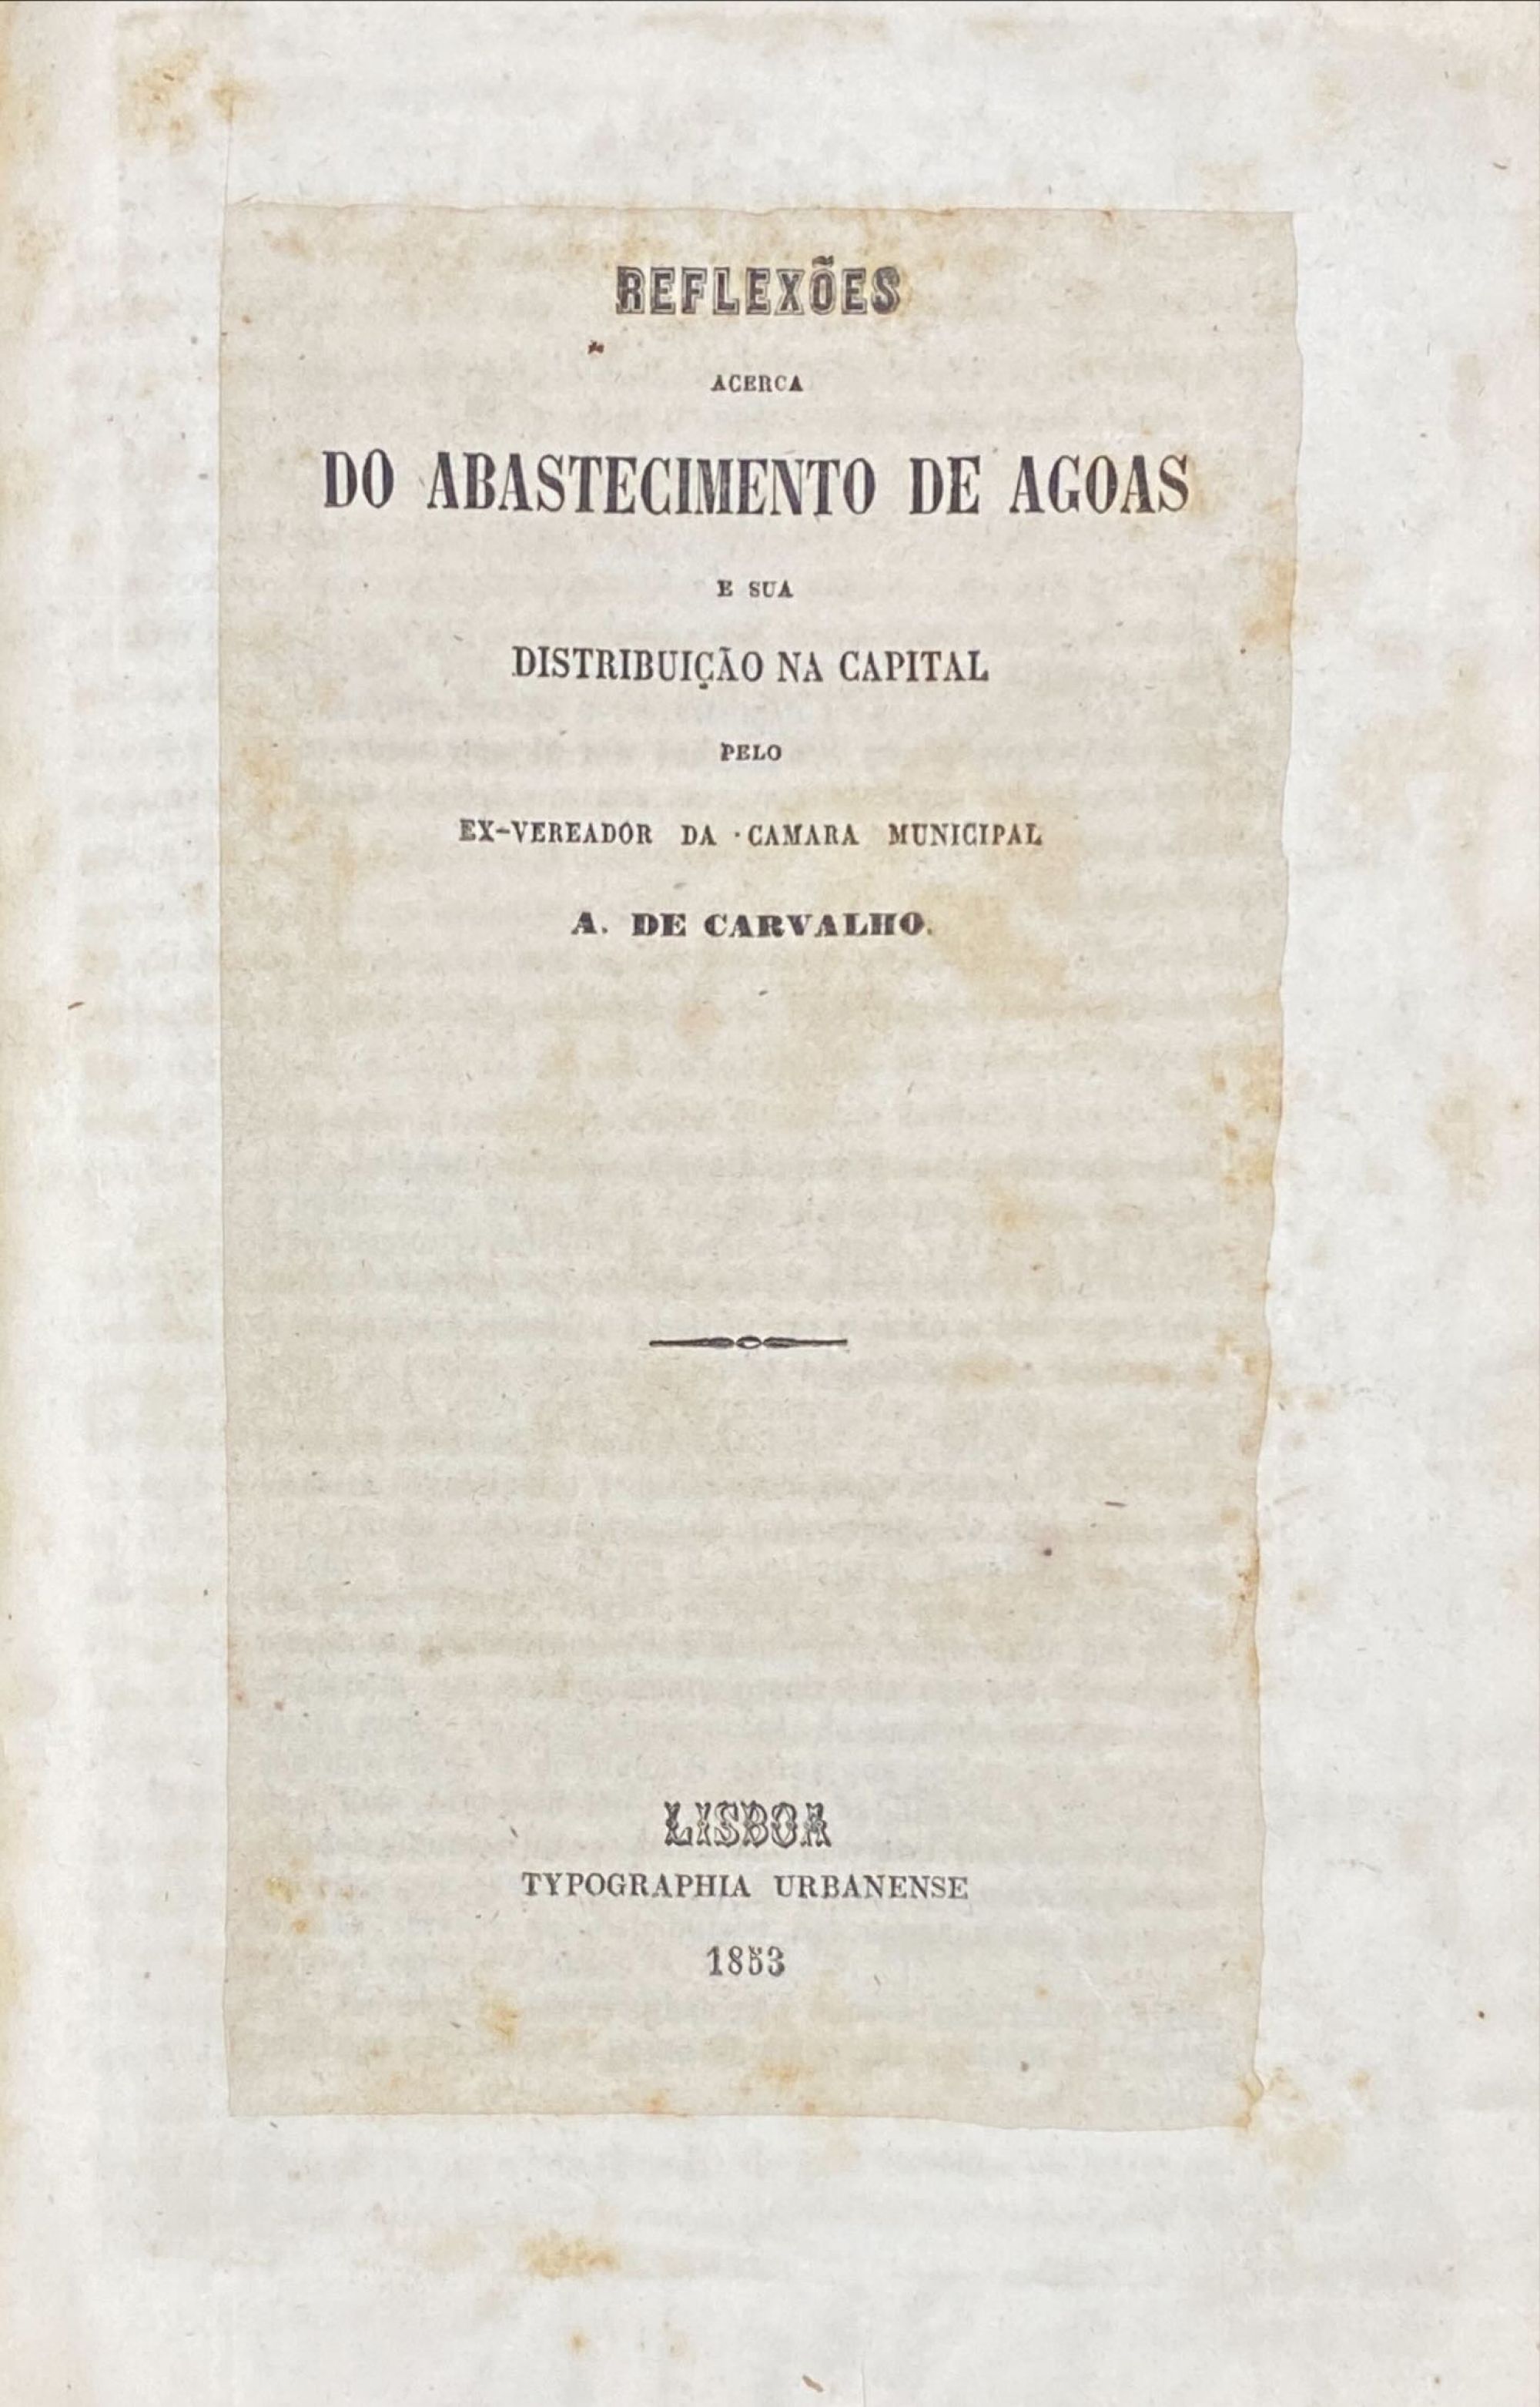 REFLEXÕES
ACERCA
DO ABASTECIMENTO DE AGOAS
E SUA
DISTRIBUIÇÃO NA CAPITAL
PELO
EX-VEREADOR DA CAMARA MUNICIPAL
A. DE CARVALHO.
LISBOA
TYPOGRAPHIA URBANENSE
1853